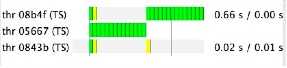 thr 08b4f (TS) 0.66 s / 0.00 s
thr 05667 (TS)
thr 0843b (TS) 0.02 s / 0.01 s